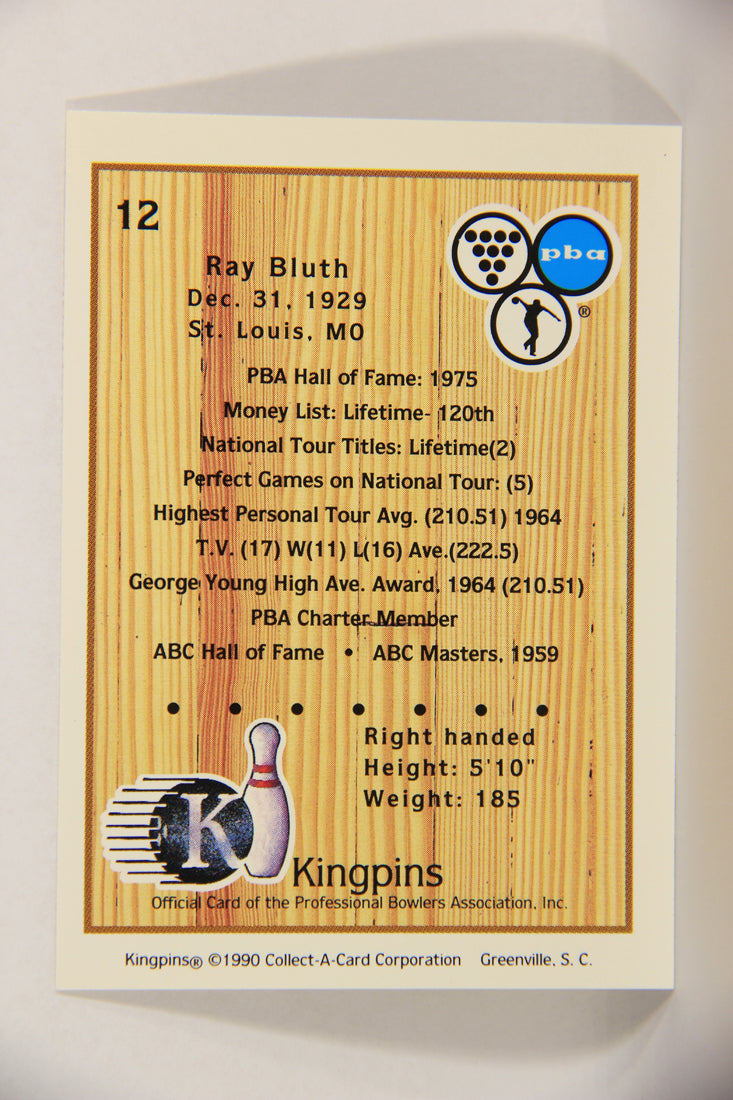 12
pba
®
Ray Bluth
Dec. 31, 1929
St. Louis, MO
PBA Hall of Fame: 1975
Money List: Lifetime- 120th
National Tour Titles: Lifetime(2)
Perfect Games on National Tour: (5)
Highest Personal Tour Avg. (210.51) 1964
T.V. (17) W(11) L(16) Ave.(222.5)
George Young High Ave. Award, 1964 (210.51)
PBA Charter Member
ABC Hall of Fame • ABC Masters, 1959
Right handed
Height: 5'10"
Weight: 185
K
Kingpins
Official Card of the Professional Bowlers Association, Inc.
Kingpins® ©1990 Collect-A-Card Corporation Greenville, S. C.